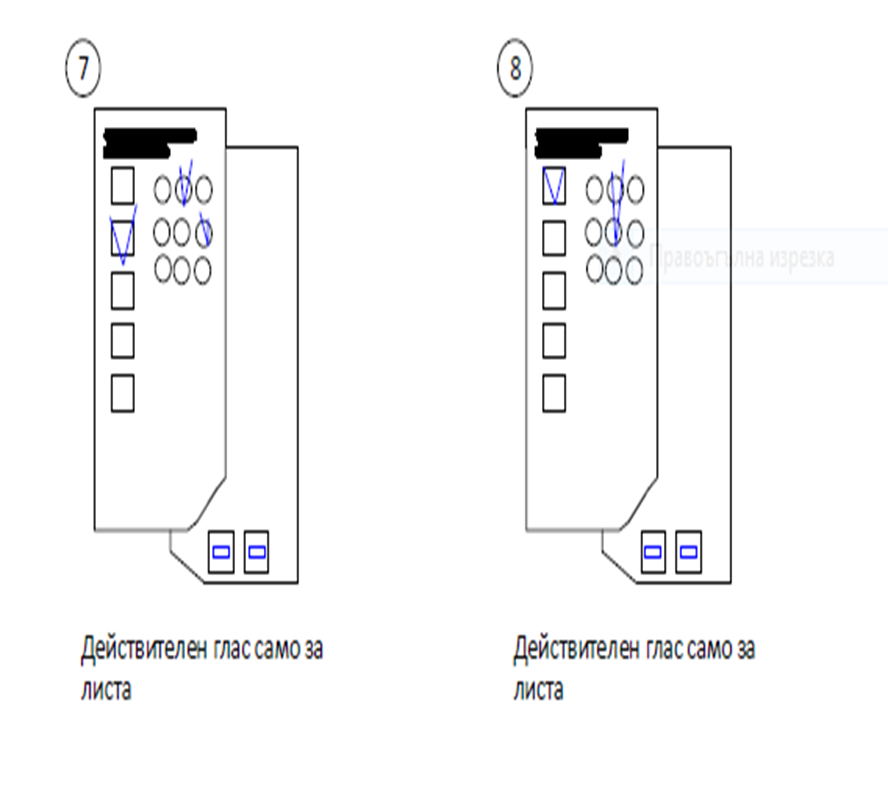 7
8
Правоъгълна изрезка
Действителен глас само за
листа
Действителен глас само за
листа